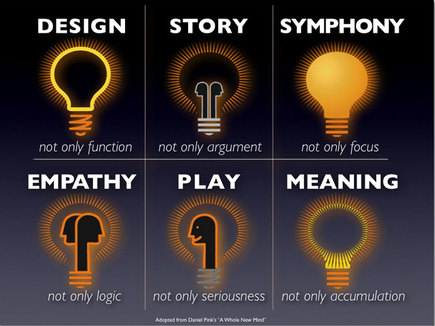 DESIGN
STORY
SYMPHONY
not only function
not only argument
not only focus
EMPATHY
PLAY
MEANING
not only logic
not only seriousness
not only accumulation
Adopted from Daniel Pink's "A Whole New Mind"